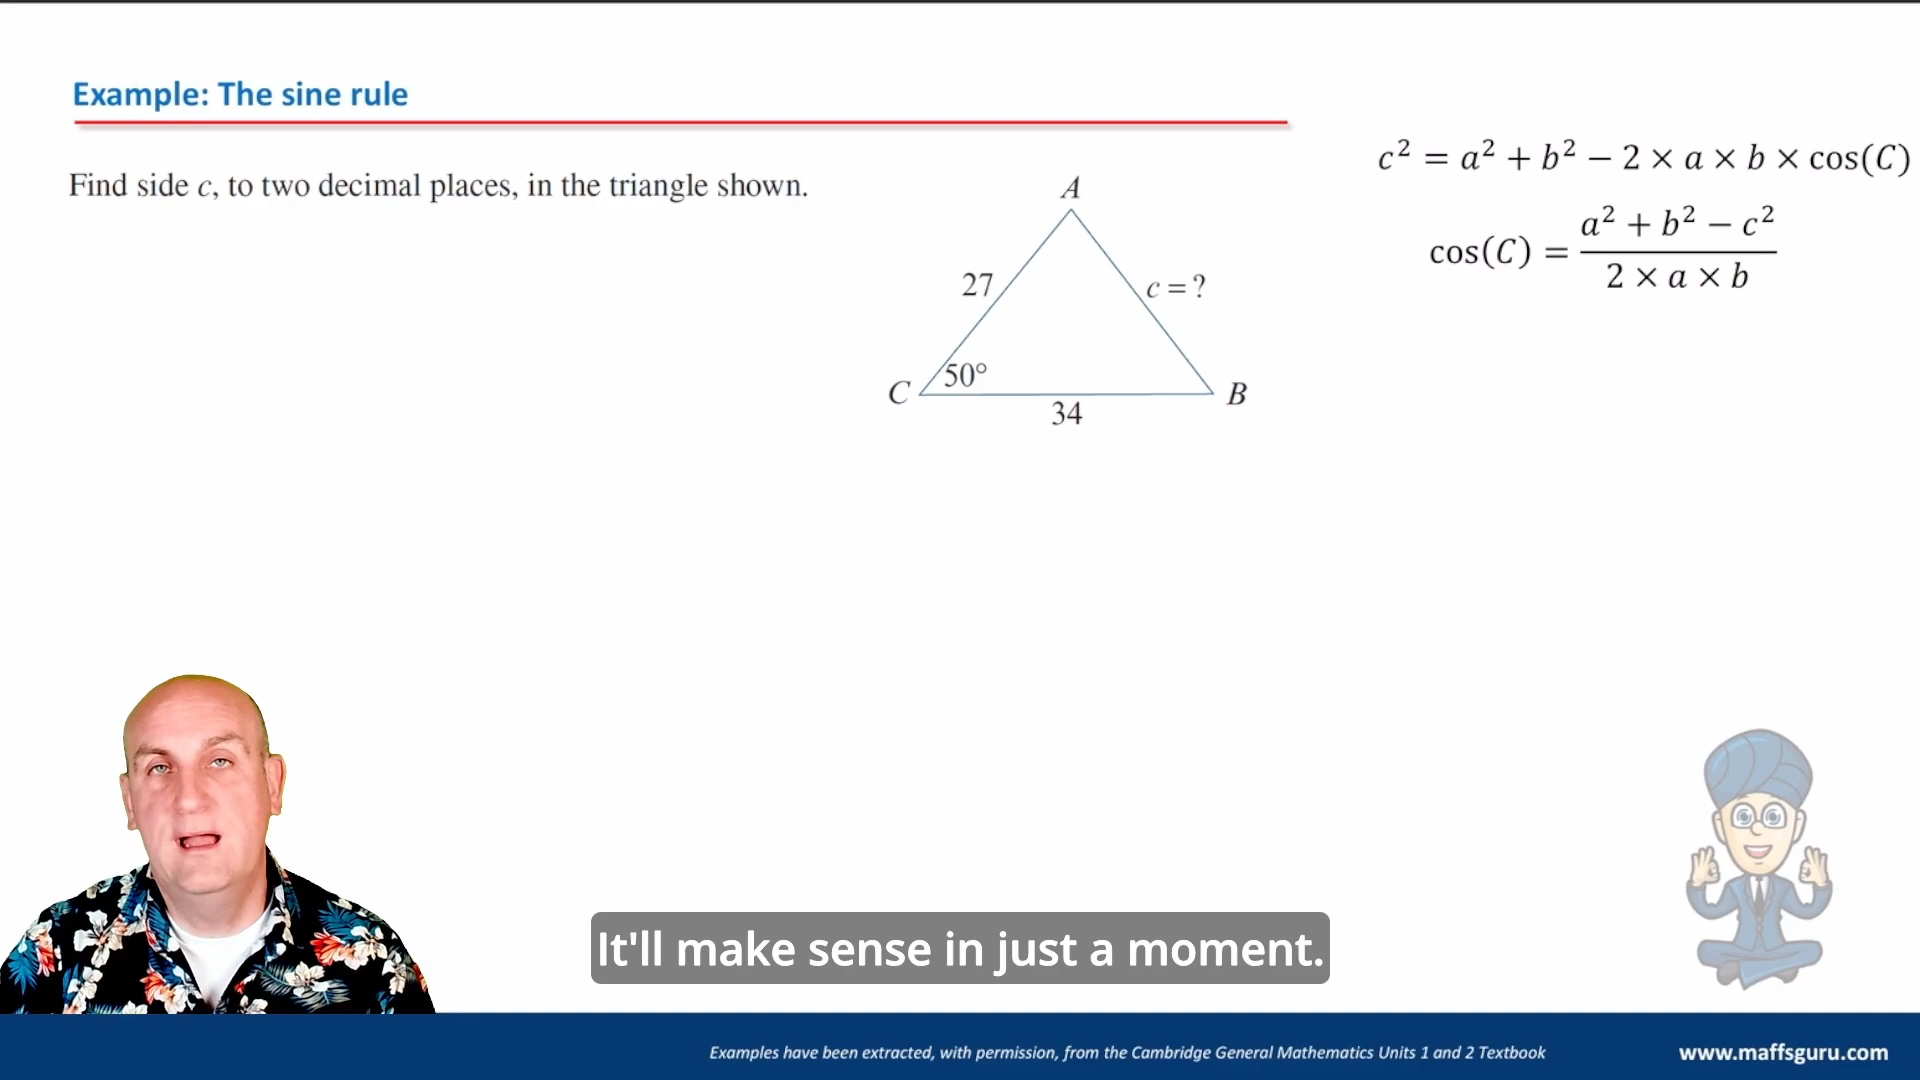 Example: The sine rule
Find side c, to two decimal places, in the triangle shown.
c² = a² + b² − 2 × a × b × cos(C)
cos(C) = (a² + b² − c²) / (2 × a × b)
A
27
c = ?
50°
C
B
34
It'll make sense in just a moment.
Examples have been extracted, with permission, from the Cambridge General Mathematics Units 1 and 2 Textbook
www.maffsguru.com